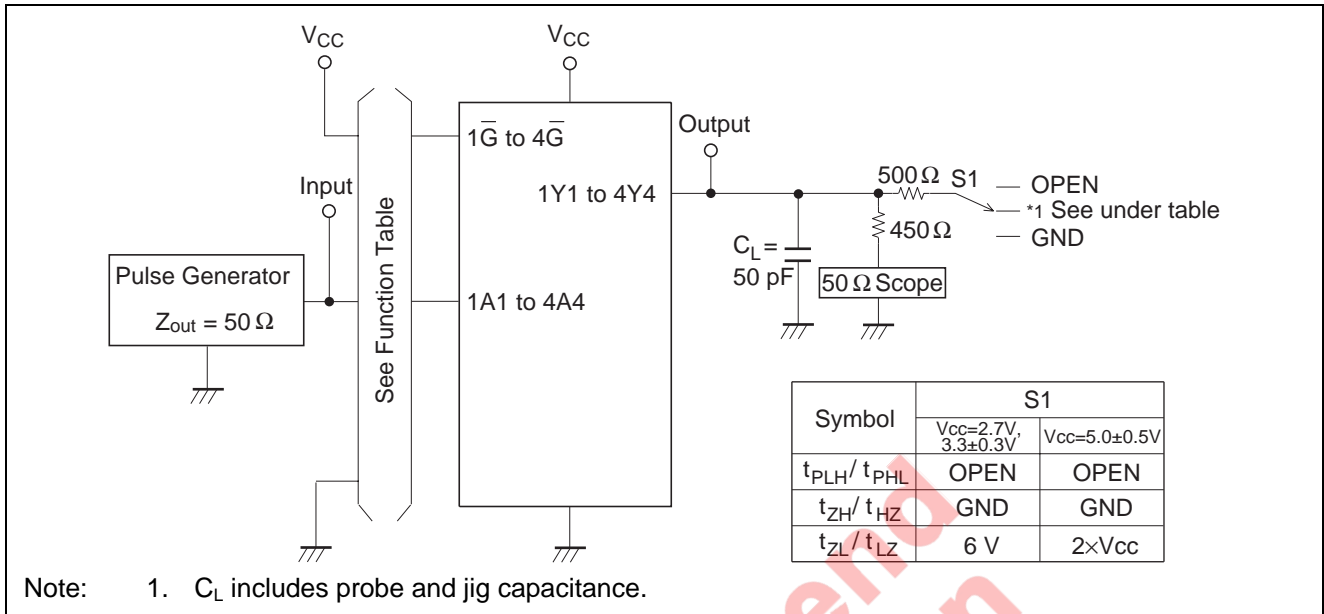 VCC
VCC
1G to 4G
Output
Input
1Y1 to 4Y4
500 Ω S1
OPEN
*1 See under table
GND
450 Ω
CL =
50 pF
50 Ω Scope
Pulse Generator
Zout = 50 Ω
See Function Table
1A1 to 4A4
Symbol S1
Vcc=2.7V, 3.3±0.3V Vcc=5.0±0.5V
tPLH/ tPHL OPEN OPEN
tZH/ tHZ GND GND
tZL/ tLZ 6 V 2×Vcc
Note: 1. CL includes probe and jig capacitance.